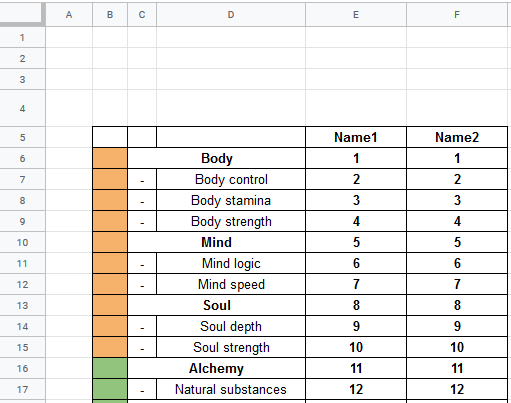 A B C D E F
1
2
3
4
5 Name1 Name2
6 Body 1 1
7 - Body control 2 2
8 - Body stamina 3 3
9 - Body strength 4 4
10 Mind 5 5
11 - Mind logic 6 6
12 - Mind speed 7 7
13 Soul 8 8
14 - Soul depth 9 9
15 - Soul strength 10 10
16 Alchemy 11 11
17 - Natural substances 12 12